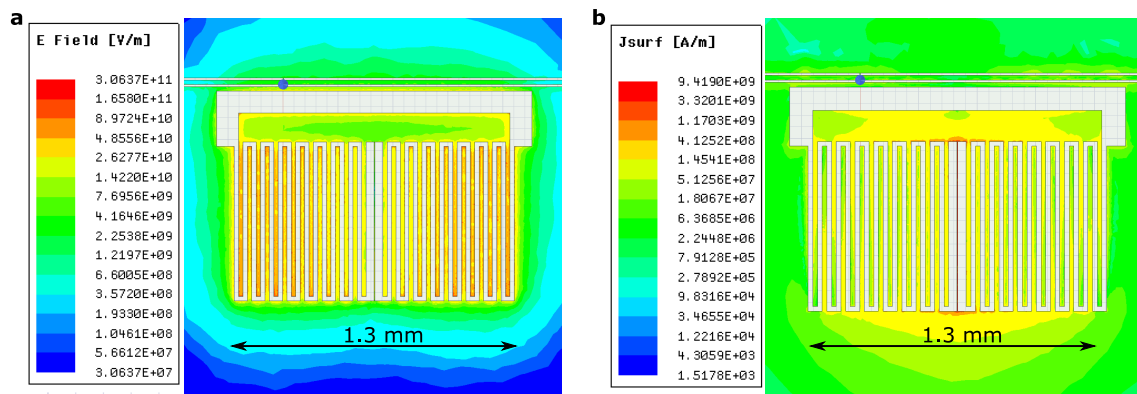 a
E Field [V/m]
3.0637E+11
1.6580E+11
8.9724E+10
4.8556E+10
2.6277E+10
1.4220E+10
7.6956E+09
4.1646E+09
2.2538E+09
1.2197E+09
6.6005E+08
3.5720E+08
1.9330E+08
1.0461E+08
5.6612E+07
3.0637E+07
1.3 mm
b
Jsurf [A/m]
9.4190E+09
3.3201E+09
1.1703E+09
4.1252E+08
1.4541E+08
5.1256E+07
1.8067E+07
6.3685E+06
2.2448E+06
7.9128E+05
2.7892E+05
9.8316E+04
3.4655E+04
1.2216E+04
4.3059E+03
1.5178E+03
1.3 mm